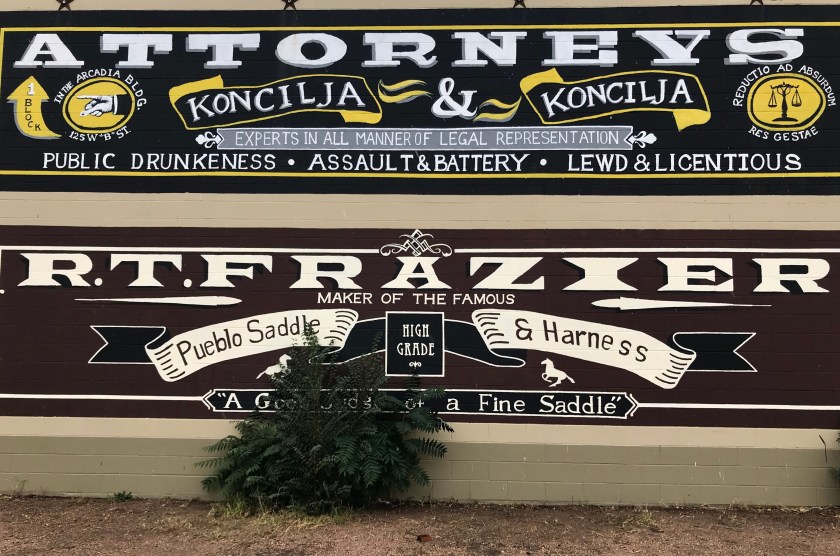 ATTORNEYS
1
BLOCK
IN THE ARCADIA BLDG.
125 W "B" ST
KONCILJA & KONCILJA
REDUCTIO AD ABSURDUM
RES GESTAE
EXPERTS IN ALL MANNER OF LEGAL REPRESENTATION
PUBLIC DRUNKENESS • ASSAULT & BATTERY • LEWD & LICENTIOUS
R.T. FRAZIER
MAKER OF THE FAMOUS
Pueblo Saddle
HIGH
GRADE
& Harness
"A of a Fine Saddle"